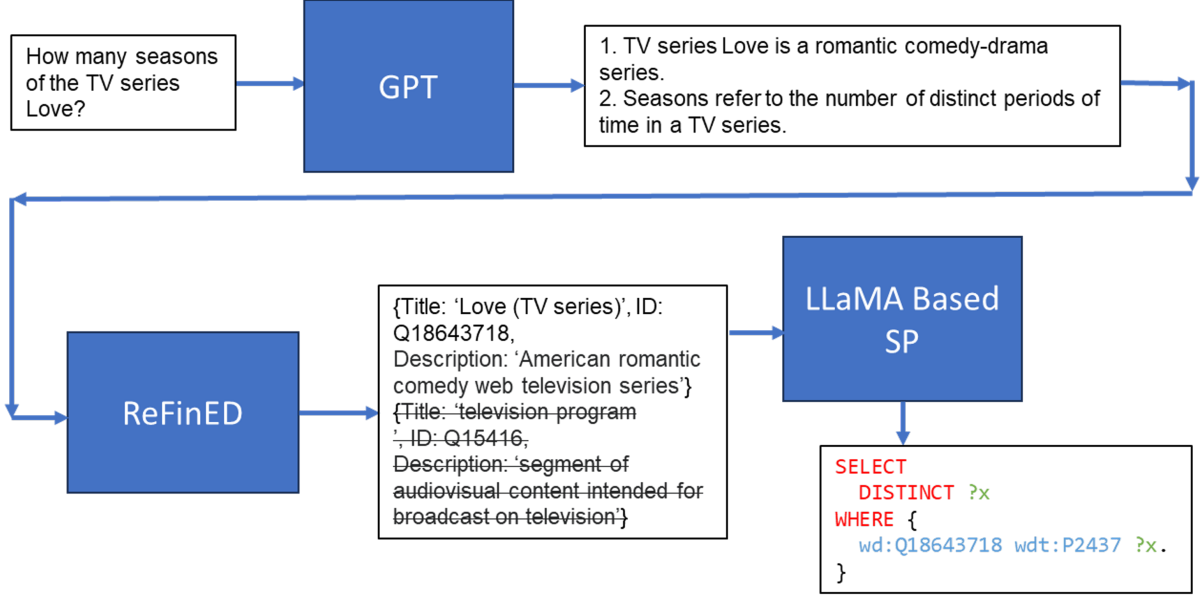 How many seasons
of the TV series
Love?
GPT
1. TV series Love is a romantic comedy-drama
series.
2. Seasons refer to the number of distinct periods of
time in a TV series.
ReFinED
{Title: ‘Love (TV series)’, ID:
Q18643718,
Description: ‘American romantic
comedy web television series’}
{Title: ‘television program
’, ID: Q15416,
Description: ‘segment of
audiovisual content intended for
broadcast on television’}
LLaMA Based
SP
SELECT
DISTINCT ?x
WHERE {
wd:Q18643718 wdt:P2437 ?x.
}